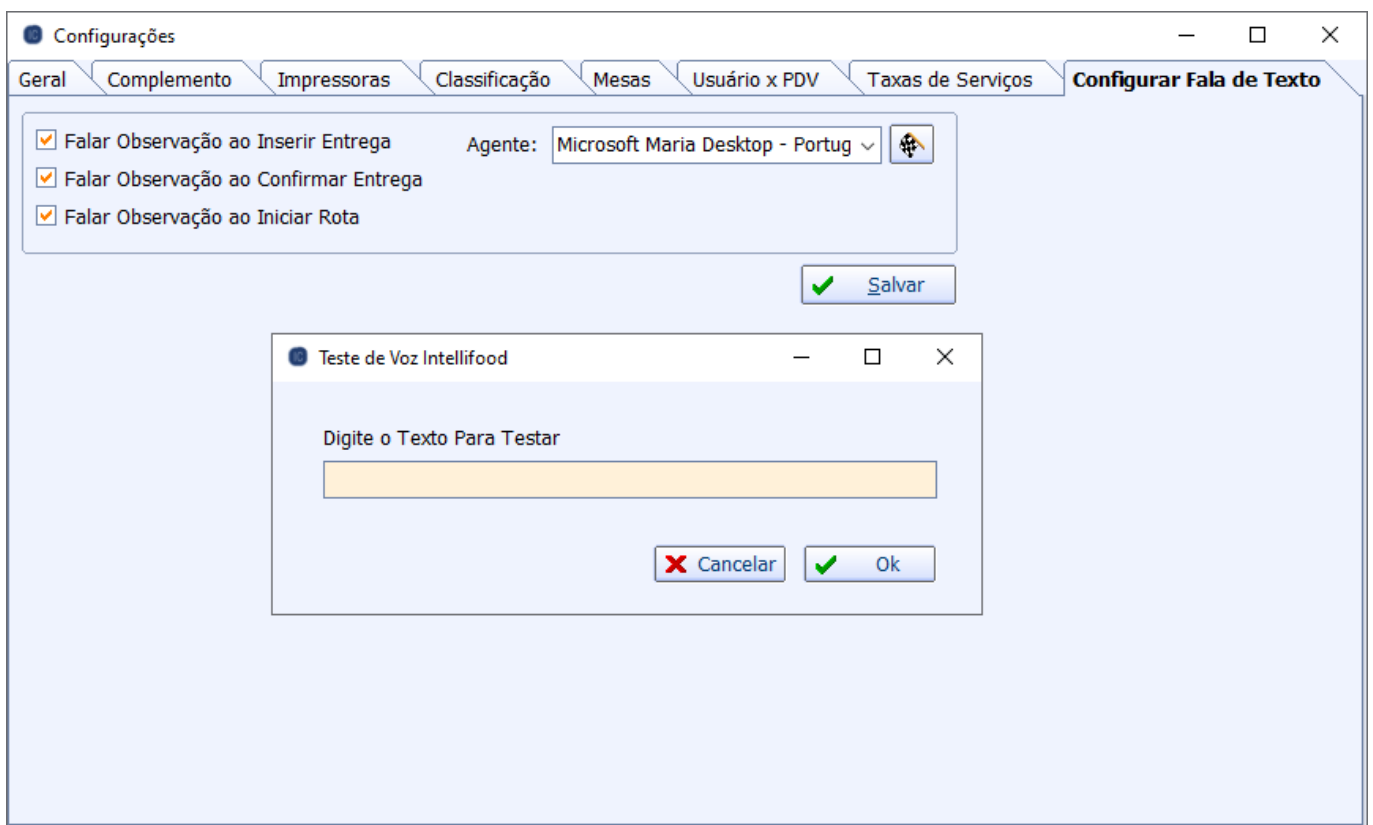 Configurações
Geral Complemento Impressoras Classificação Mesas Usuário x PDV Taxas de Serviços Configurar Fala de Texto
Falar Observação ao Inserir Entrega Agente: Microsoft Maria Desktop - Portug
Falar Observação ao Confirmar Entrega
Falar Observação ao Iniciar Rota
Salvar
Teste de Voz Intellifood
Digite o Texto Para Testar
Cancelar Ok